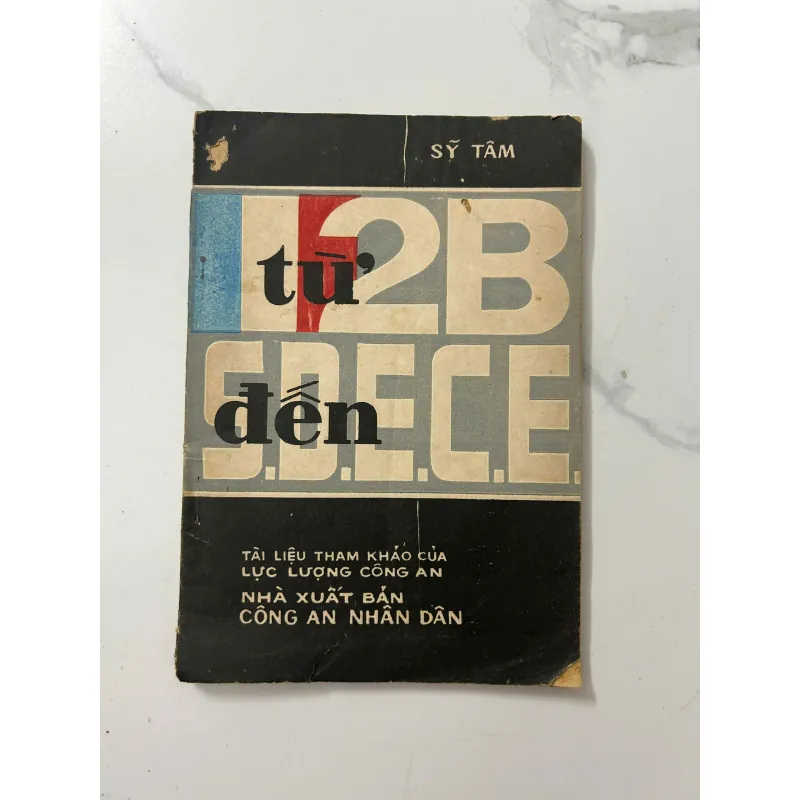 SỸ TÂM
từ L2B
đến S.D.E.C.E.
TÀI LIỆU THAM KHẢO CỦA
LỰC LƯỢNG CÔNG AN
NHÀ XUẤT BẢN
CÔNG AN NHÂN DÂN